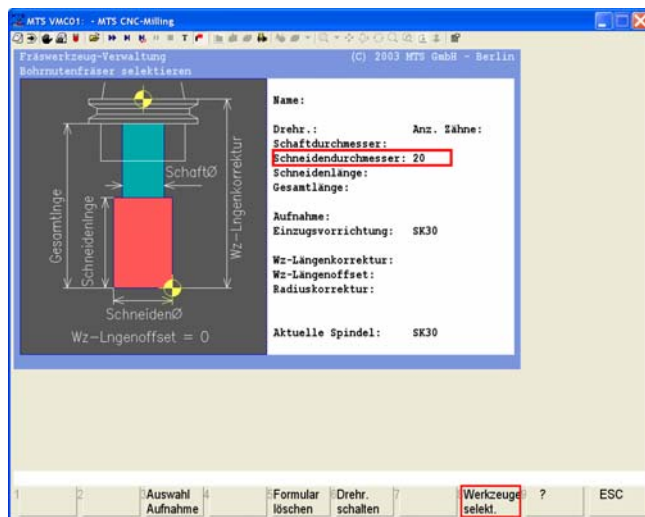 MTS VMC01: - MTS CNC-Milling
Fräswerkzeug-Verwaltung (C) 2003 MTS GmbH - Berlin
Bohrnutenfräser selektieren
Name:
Drehr.: Anz. Zähne:
Schaftdurchmesser:
Schneidendurchmesser: 20
Schneidenlänge:
Gesamtlänge:
Aufnahme:
Einzugsvorrichtung: SK30
Wz-Längenkorrektur:
Wz-Längenoffset:
Radiuskorrektur:
Aktuelle Spindel: SK30
SchaftØ
Gesamtlnge
Schneidenlnge
Wz-Lngenkorrektur
SchneidenØ
Wz-Lngenoffset = 0
1 2 3 Auswahl Aufnahme 4 5 Formular löschen 6 Drehr. schalten 7 8 Werkzeuge selekt. 9 ? ESC